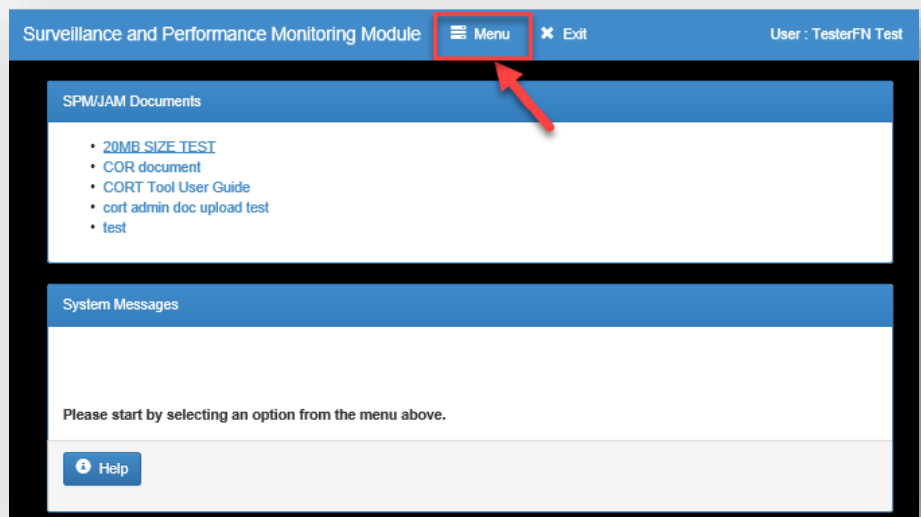 Surveillance and Performance Monitoring Module Menu Exit User : TesterFN Test
SPM/JAM Documents
20MB SIZE TEST
COR document
CORT Tool User Guide
cort admin doc upload test
test
System Messages
Please start by selecting an option from the menu above.
Help